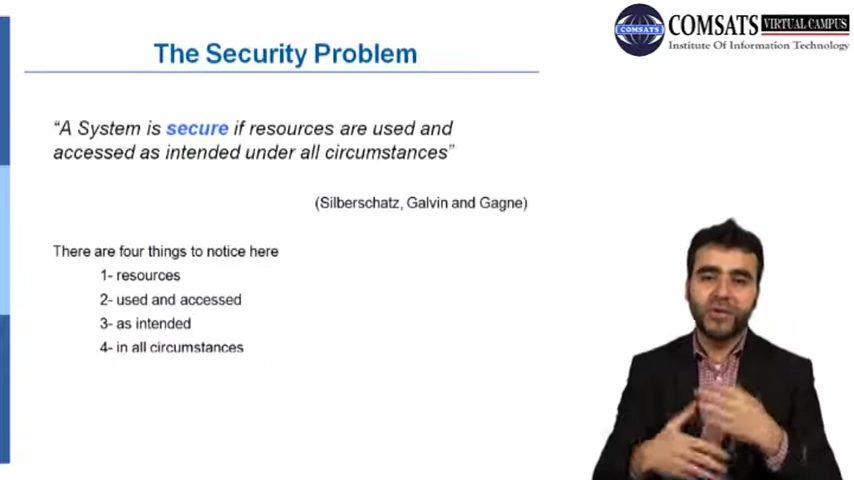 COMSATS
COMSATS VIRTUAL CAMPUS
Institute Of Information Technology
The Security Problem
“A System is secure if resources are used and
accessed as intended under all circumstances”
(Silberschatz, Galvin and Gagne)
There are four things to notice here
1- resources
2- used and accessed
3- as intended
4- in all circumstances